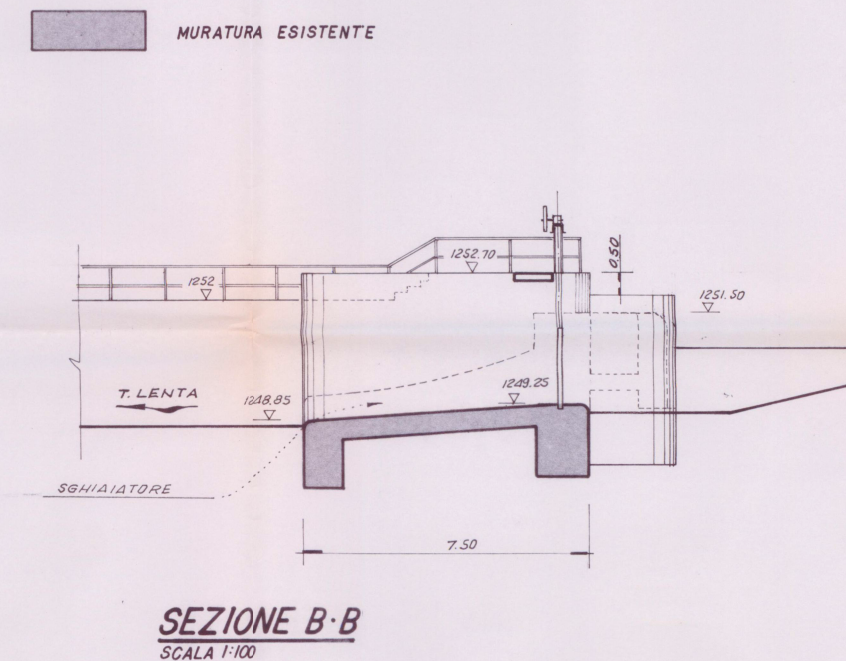 MURATURA ESISTENTE
1252.70
0,50
1252
1251.50
T. LENTA
1248.85
1249.25
SGHIAIATORE
7.50
SEZIONE B-B
SCALA 1:100